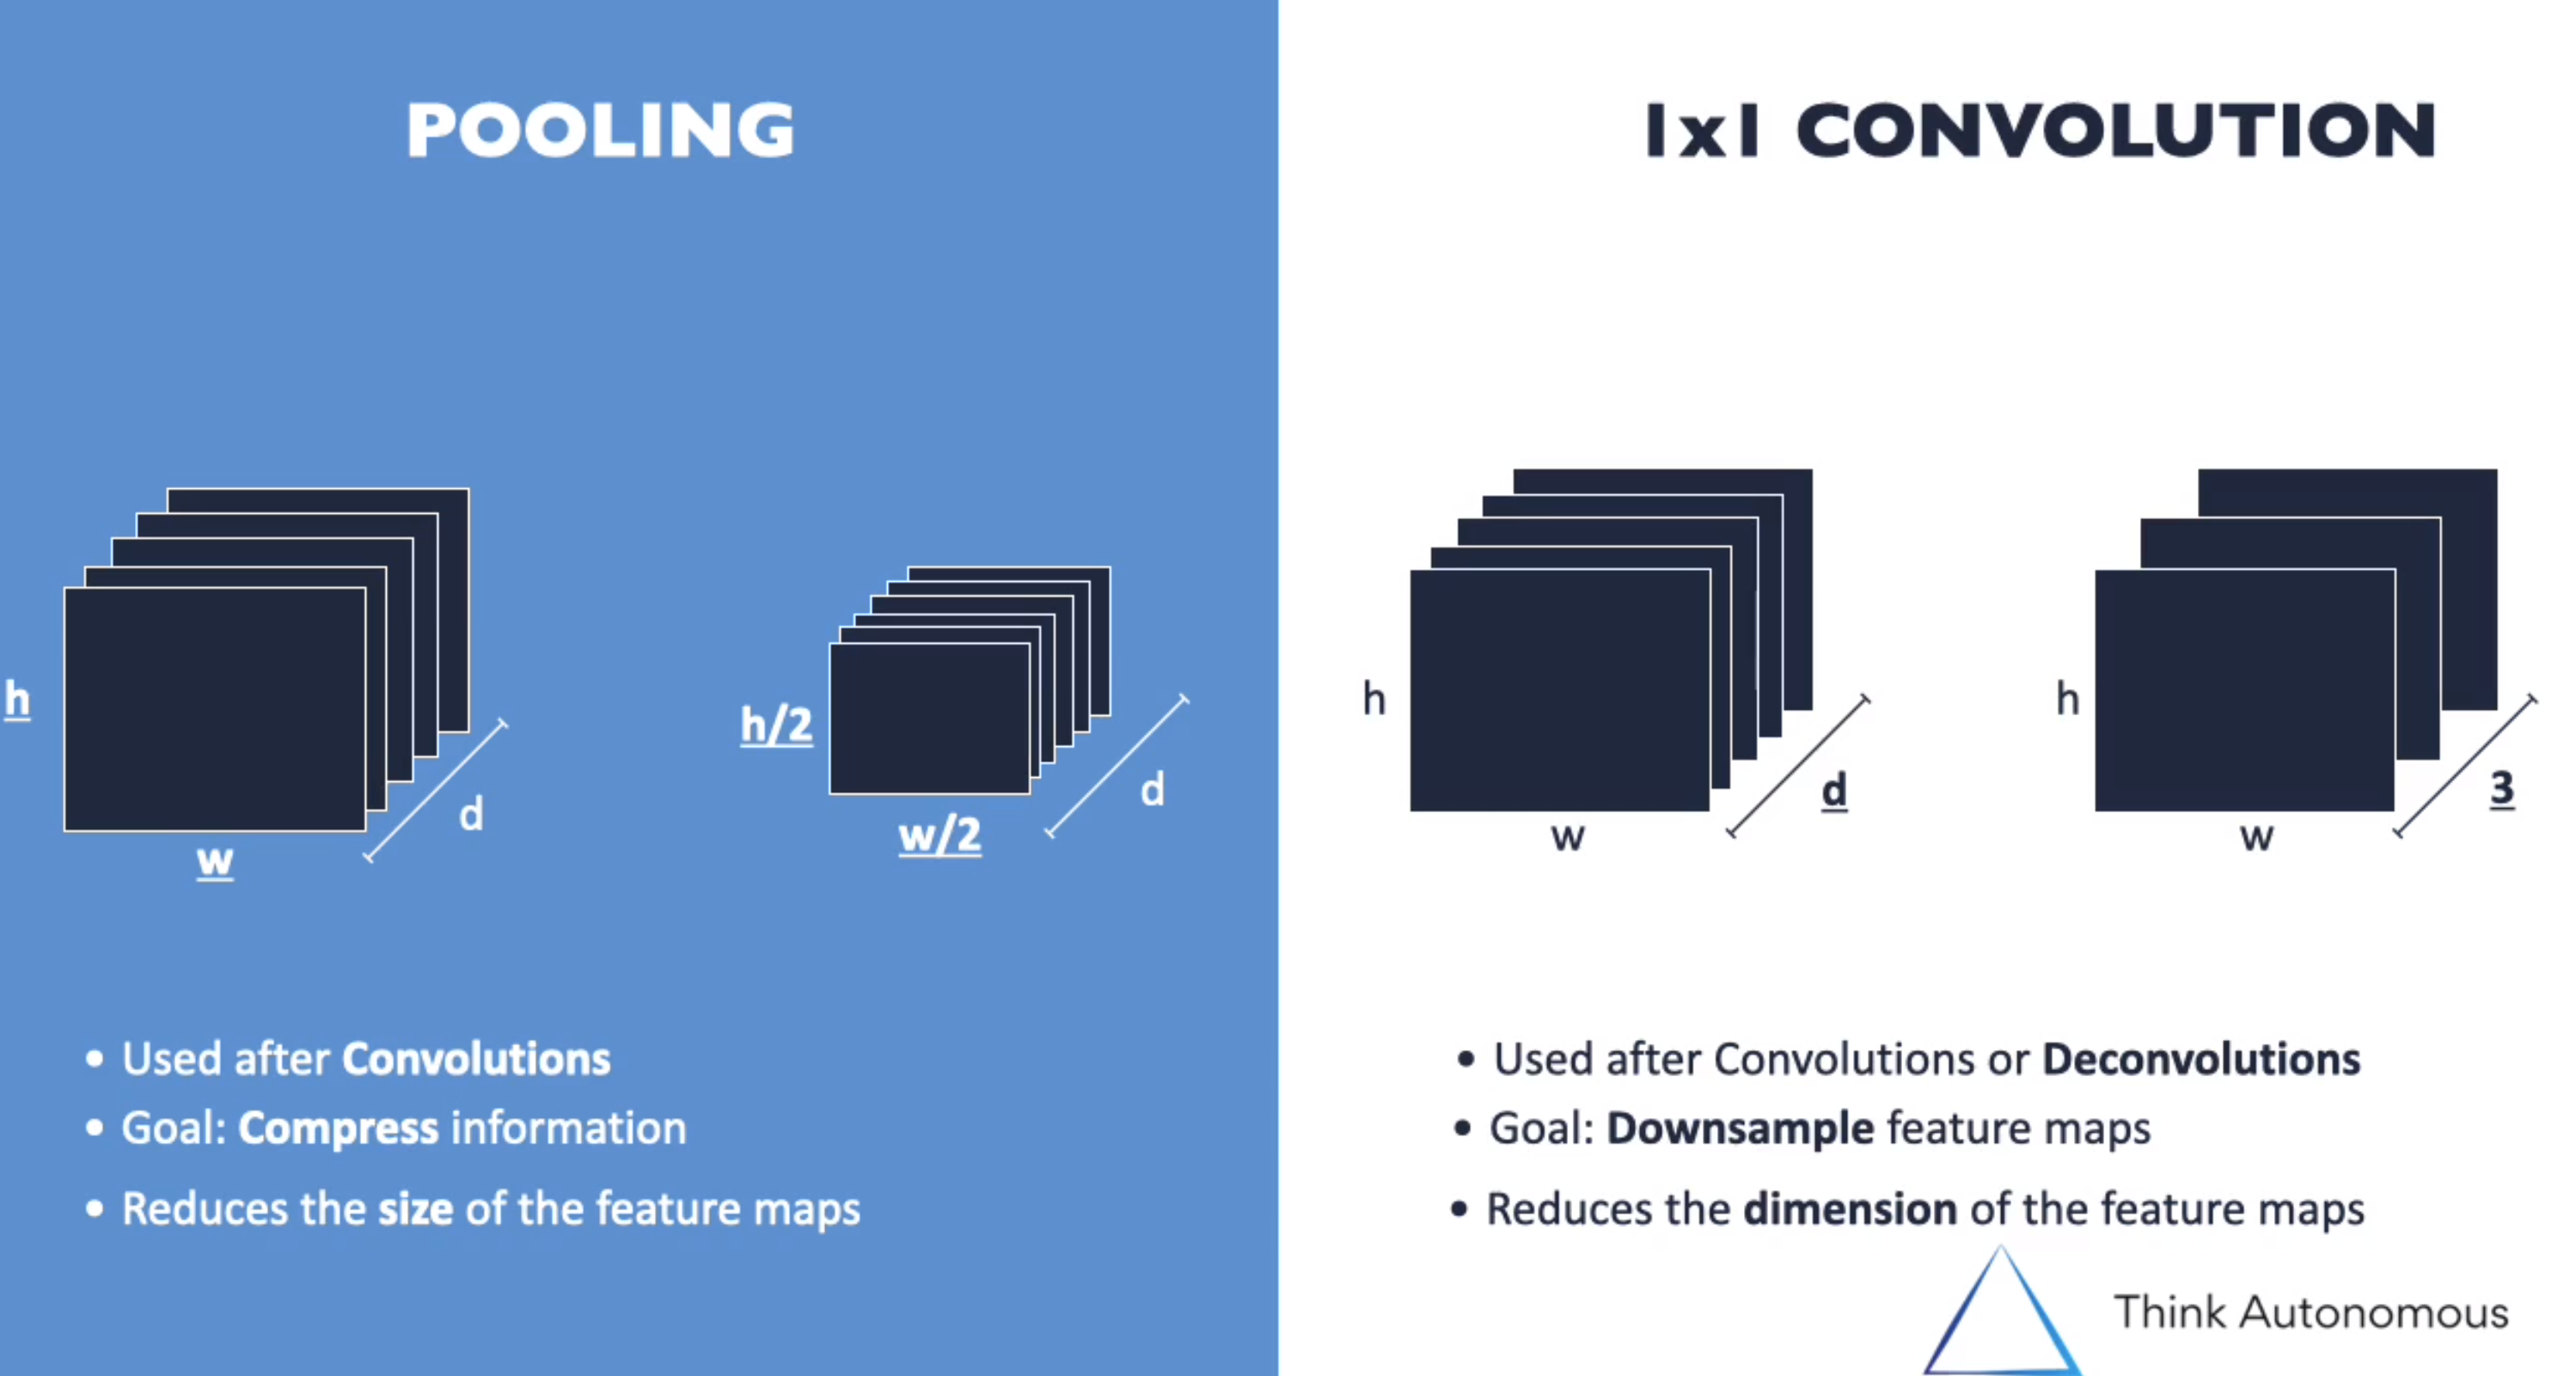 POOLING
h
w
d
h/2
w/2
d
• Used after Convolutions
• Goal: Compress information
• Reduces the size of the feature maps
1x1 CONVOLUTION
h
w
d
h
w
3
• Used after Convolutions or Deconvolutions
• Goal: Downsample feature maps
• Reduces the dimension of the feature maps
Think Autonomous